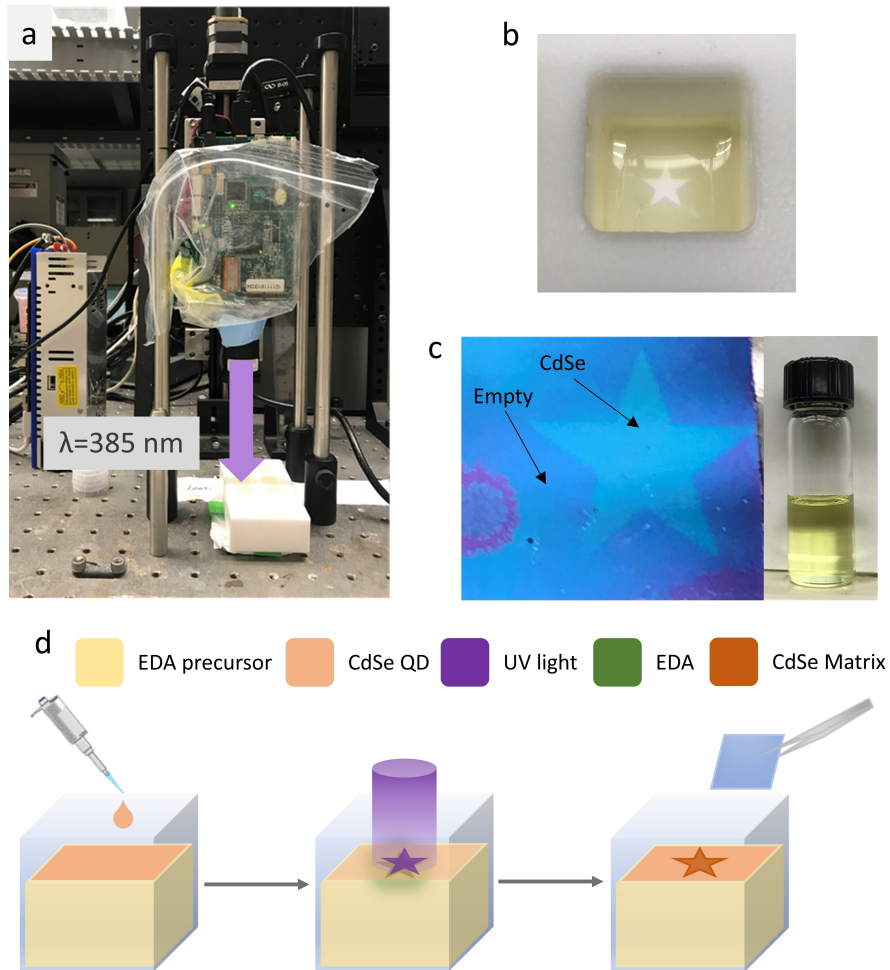 a
λ=385 nm
b
c
CdSe
Empty
d
EDA precursor
CdSe QD
UV light
EDA
CdSe Matrix